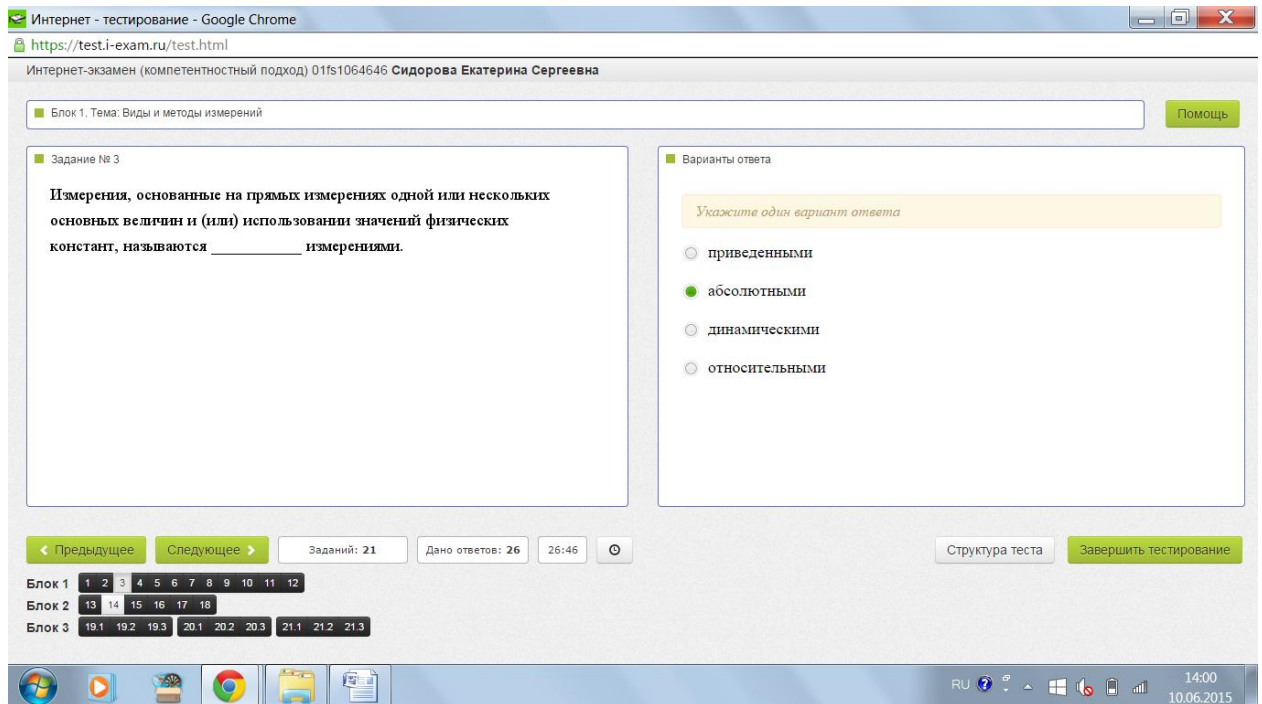 Интернет - тестирование - Google Chrome
https://test.i-exam.ru/test.html
Интернет-экзамен (компетентностный подход) 01fs1064646 Сидорова Екатерина Сергеевна
Блок 1. Тема: Виды и методы измерений
Помощь
Задание № 3
Измерения, основанные на прямых измерениях одной или нескольких
основных величин и (или) использовании значений физических
констант, называются ____________ измерениями.
Варианты ответа
Укажите один вариант ответа
приведенными
абсолютными
динамическими
относительными
Предыдущее Следующее Заданий: 21 Дано ответов: 26 26:46 Структура теста Завершить тестирование
Блок 1 1 2 3 4 5 6 7 8 9 10 11 12
Блок 2 13 14 15 16 17 18
Блок 3 19.1 19.2 19.3 20.1 20.2 20.3 21.1 21.2 21.3
RU 14:00
10.06.2015